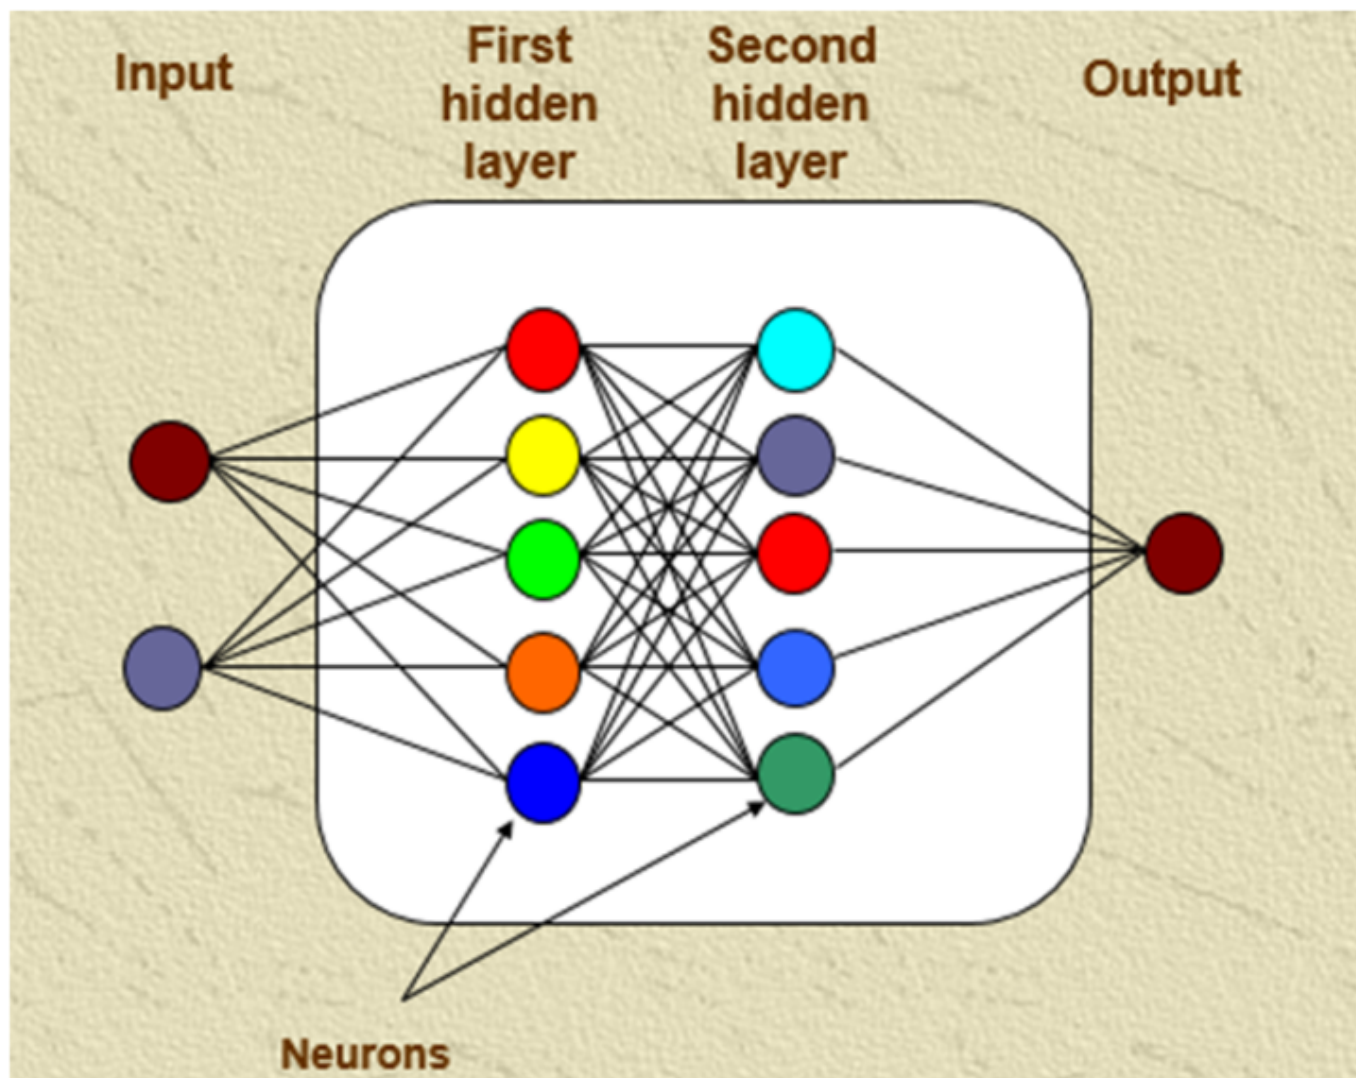 Input
First
hidden
layer
Second
hidden
layer
Output
Neurons